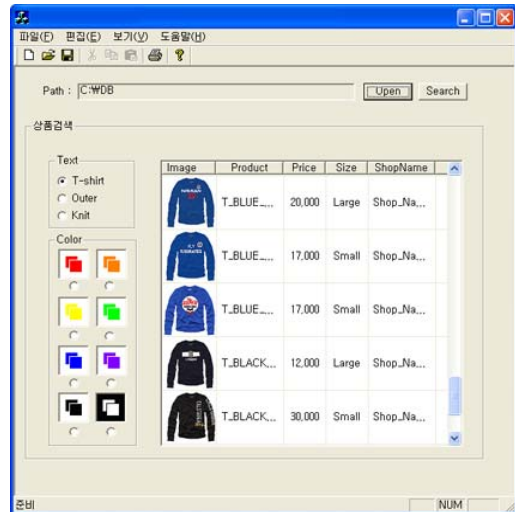 파일(F) 편집(E) 보기(V) 도움말(H)
Path : C:₩DB Open Search
상품검색
Text
T-shirt
Outer
Knit
Color
Image Product Price Size ShopName
T_BLUE_... 20,000 Large Shop_Na...
T_BLUE_... 17,000 Small Shop_Na...
T_BLUE_... 17,000 Small Shop_Na...
T_BLACK... 12,000 Large Shop_Na...
T_BLACK... 30,000 Small Shop_Na...
준비 NUM